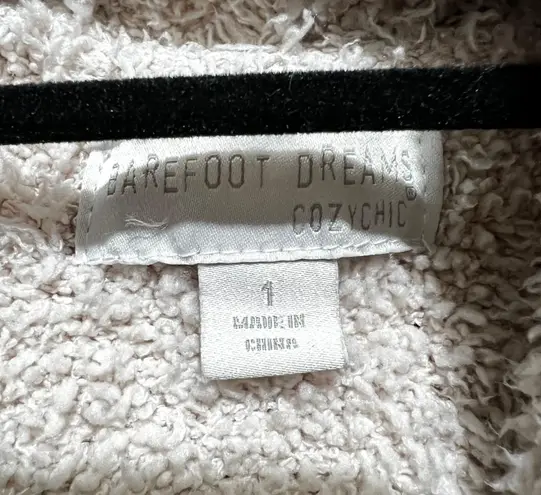 BAREFOOT DREAMS
COZYCHIC®
1
MADE IN
CHINA